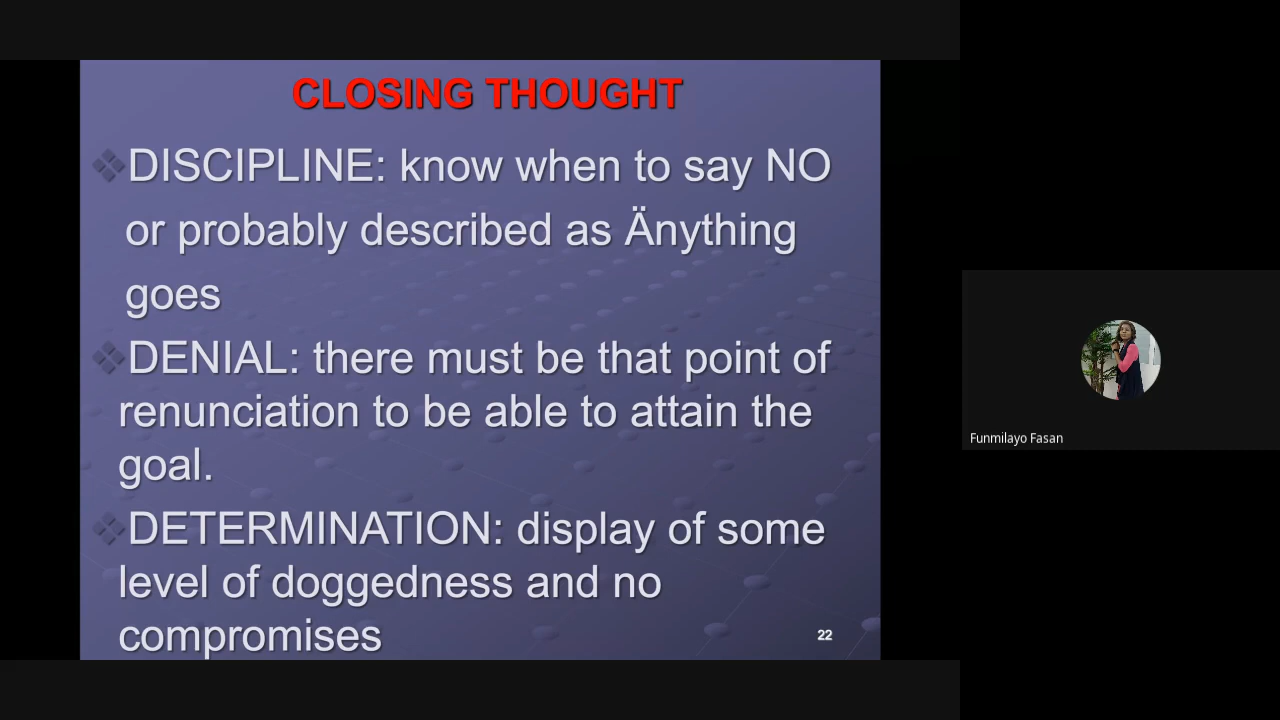 CLOSING THOUGHT
DISCIPLINE: know when to say NO
or probably described as Änything
goes
DENIAL: there must be that point of
renunciation to be able to attain the
goal.
DETERMINATION: display of some
level of doggedness and no
compromises
22
Funmilayo Fasan